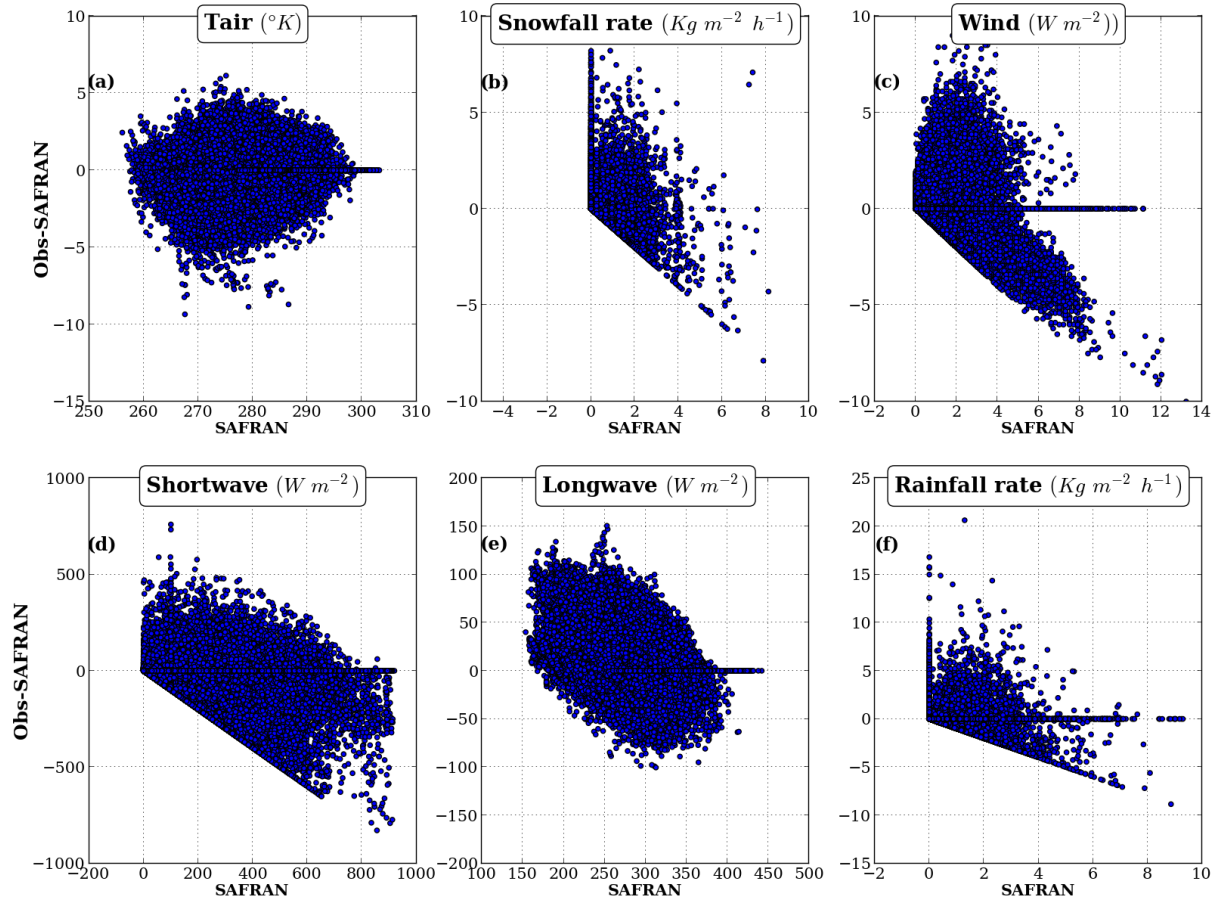 Tair (°K)
Snowfall rate (Kg m⁻² h⁻¹)
Wind (W m⁻²))
(a)
(b)
(c)
Obs-SAFRAN
10
5
0
−5
−10
−15
250 260 270 280 290 300 310
SAFRAN
10
5
0
−5
−10
−4 −2 0 2 4 6 8 10
SAFRAN
10
5
0
−5
−10
−2 0 2 4 6 8 10 12 14
SAFRAN
Shortwave (W m⁻²)
Longwave (W m⁻²)
Rainfall rate (Kg m⁻² h⁻¹)
(d)
(e)
(f)
Obs-SAFRAN
1000
500
0
−500
−1000
−200 0 200 400 600 800 1000
SAFRAN
200
150
100
50
0
−50
−100
−150
−200
100 150 200 250 300 350 400 450 500
SAFRAN
25
20
15
10
5
0
−5
−10
−15
−2 0 2 4 6 8 10
SAFRAN